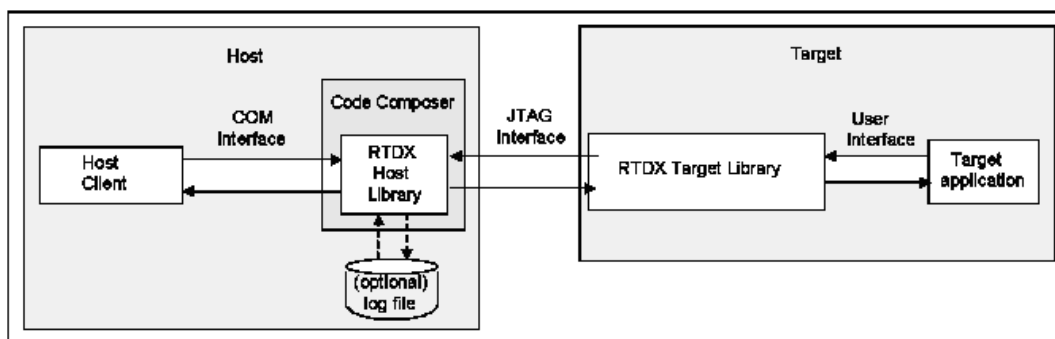 Host
Target
Code Composer
COM
Interface
JTAG
Interface
User
Interface
Host
Client
RTDX
Host
Library
RTDX Target Library
Target
application
(optional)
log file